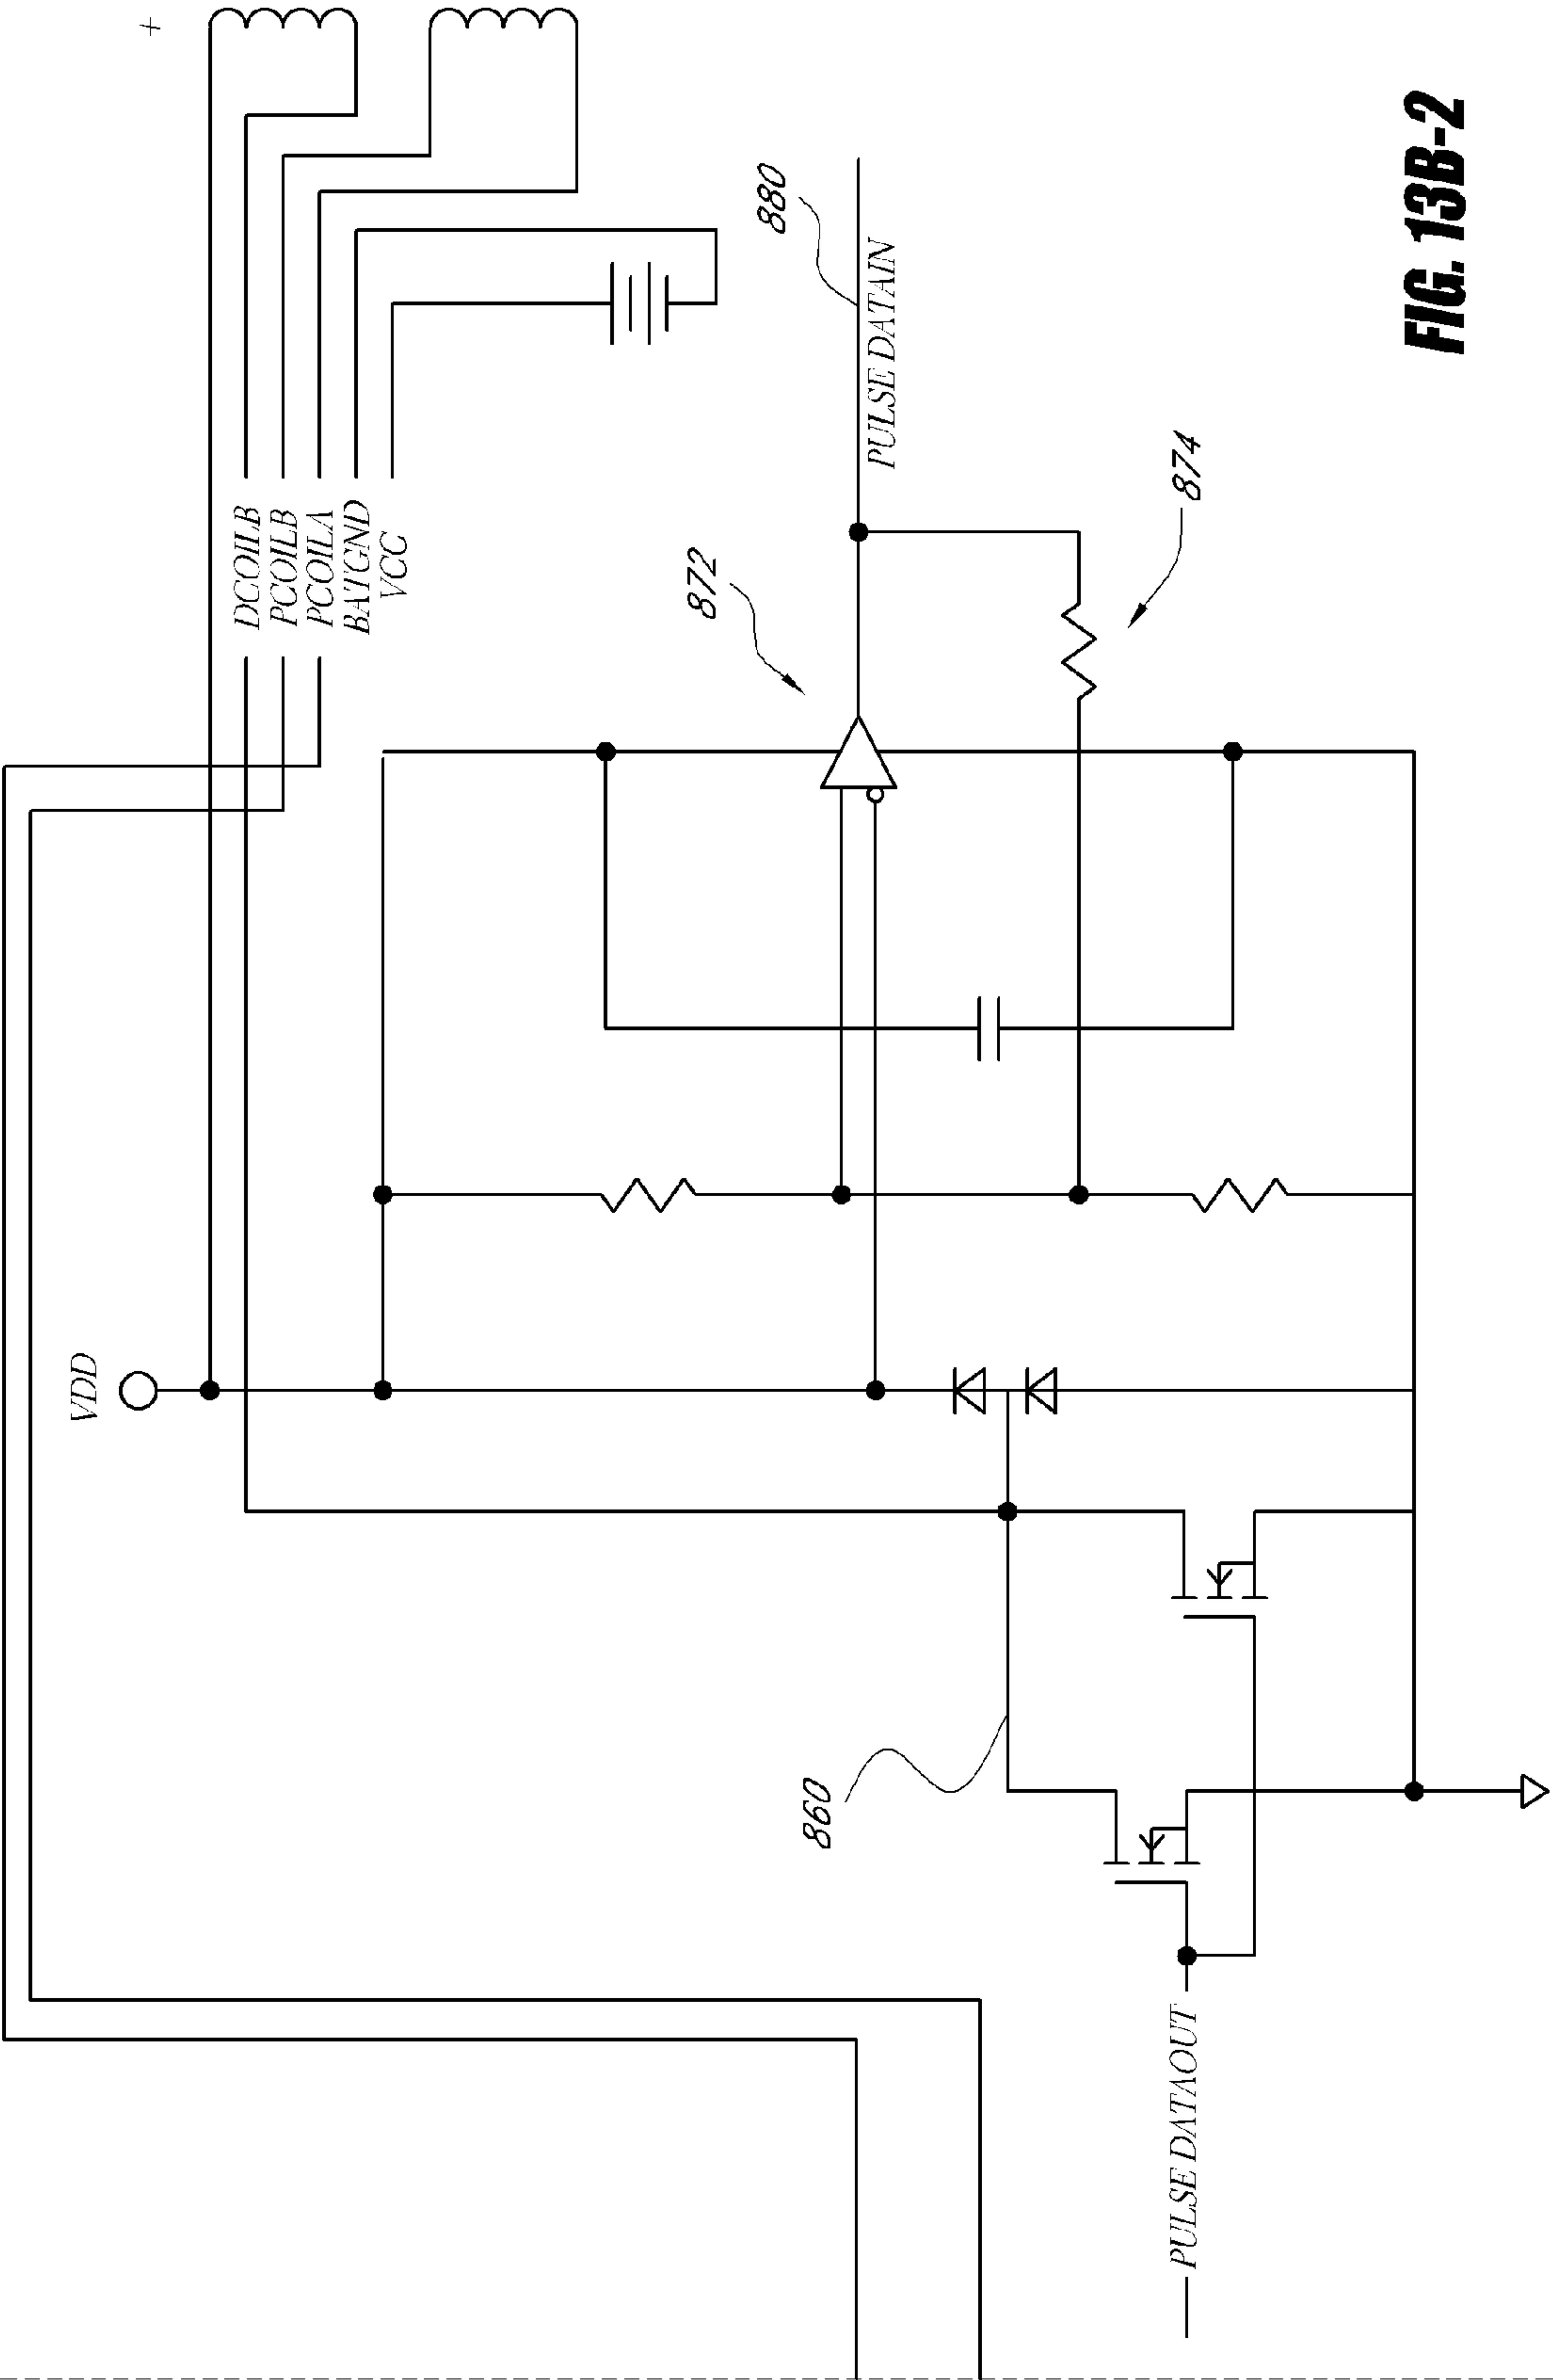 +
DCOILB
PCOILB
PCOILA
BATGND
VCC
VDD
880
PULSE DATAIN
872
874
860
PULSE DATAOUT
FIG. 13B-2